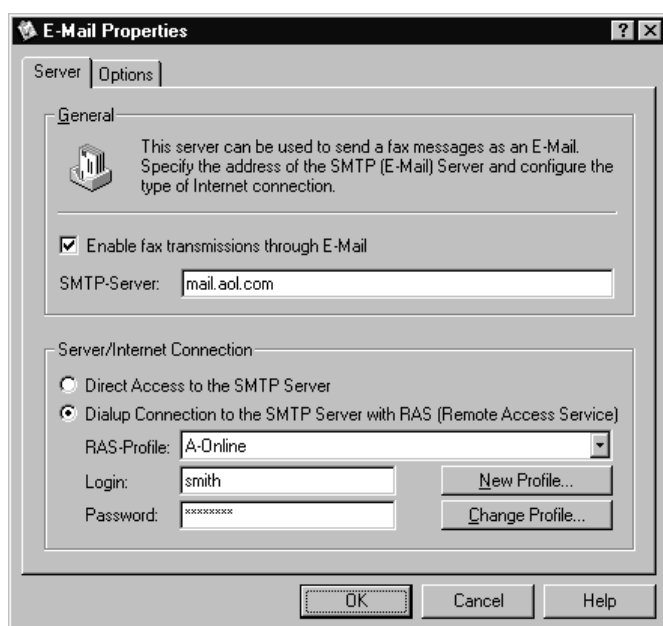 E-Mail Properties
Server
Options
General
This server can be used to send a fax messages as an E-Mail.
Specify the address of the SMTP (E-Mail) Server and configure the
type of Internet connection.
Enable fax transmissions through E-Mail
SMTP-Server: mail.aol.com
Server/Internet Connection
Direct Access to the SMTP Server
Dialup Connection to the SMTP Server with RAS (Remote Access Service)
RAS-Profile: A-Online
Login: smith New Profile...
Password: ******** Change Profile...
OK Cancel Help